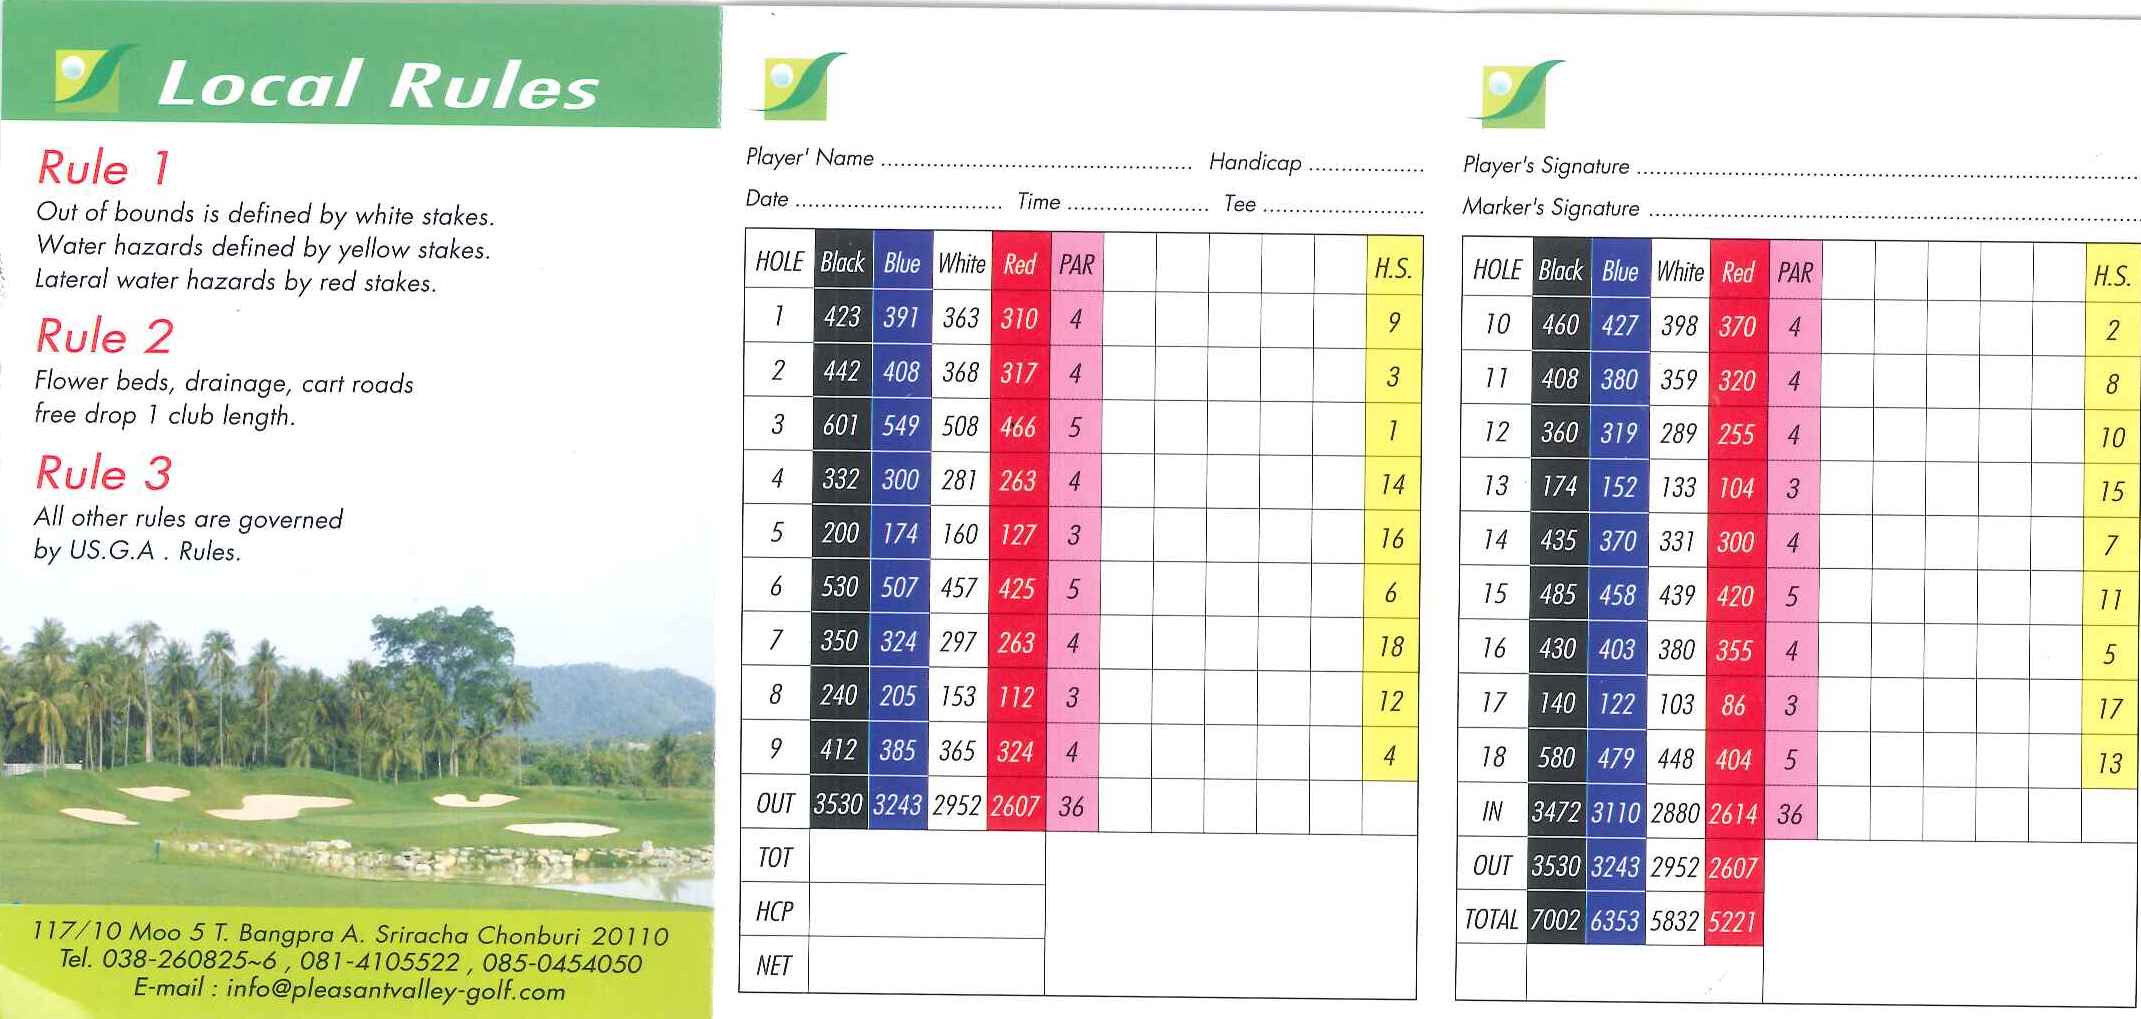 Local Rules
Rule 1
Out of bounds is defined by white stakes.
Water hazards defined by yellow stakes.
Lateral water hazards by red stakes.
Rule 2
Flower beds, drainage, cart roads
free drop 1 club length.
Rule 3
All other rules are governed
by US.G.A . Rules.
117/10 Moo 5 T. Bangpra A. Sriracha Chonburi 20110
Tel. 038-260825~6 , 081-4105522 , 085-0454050
E-mail : info@pleasantvalley-golf.com
Player' Name ........................ Handicap ............
Date ........................ Time ................ Tee ................
HOLE Black Blue White Red PAR H.S.
1 423 391 363 310 4 9
2 442 408 368 317 4 3
3 601 549 508 466 5 1
4 332 300 281 263 4 14
5 200 174 160 127 3 16
6 530 507 457 425 5 6
7 350 324 297 263 4 18
8 240 205 153 112 3 12
9 412 385 365 324 4 4
OUT 3530 3243 2952 2607 36
TOT
HCP
NET
Player's Signature ........................
Marker's Signature ........................
HOLE Black Blue White Red PAR H.S.
10 460 427 398 370 4 2
11 408 380 359 320 4 8
12 360 319 289 255 4 10
13 174 152 133 104 3 15
14 435 370 331 300 4 7
15 485 458 439 420 5 11
16 430 403 380 355 4 5
17 140 122 103 86 3 17
18 580 479 448 404 5 13
IN 3472 3110 2880 2614 36
OUT 3530 3243 2952 2607
TOTAL 7002 6353 5832 5221